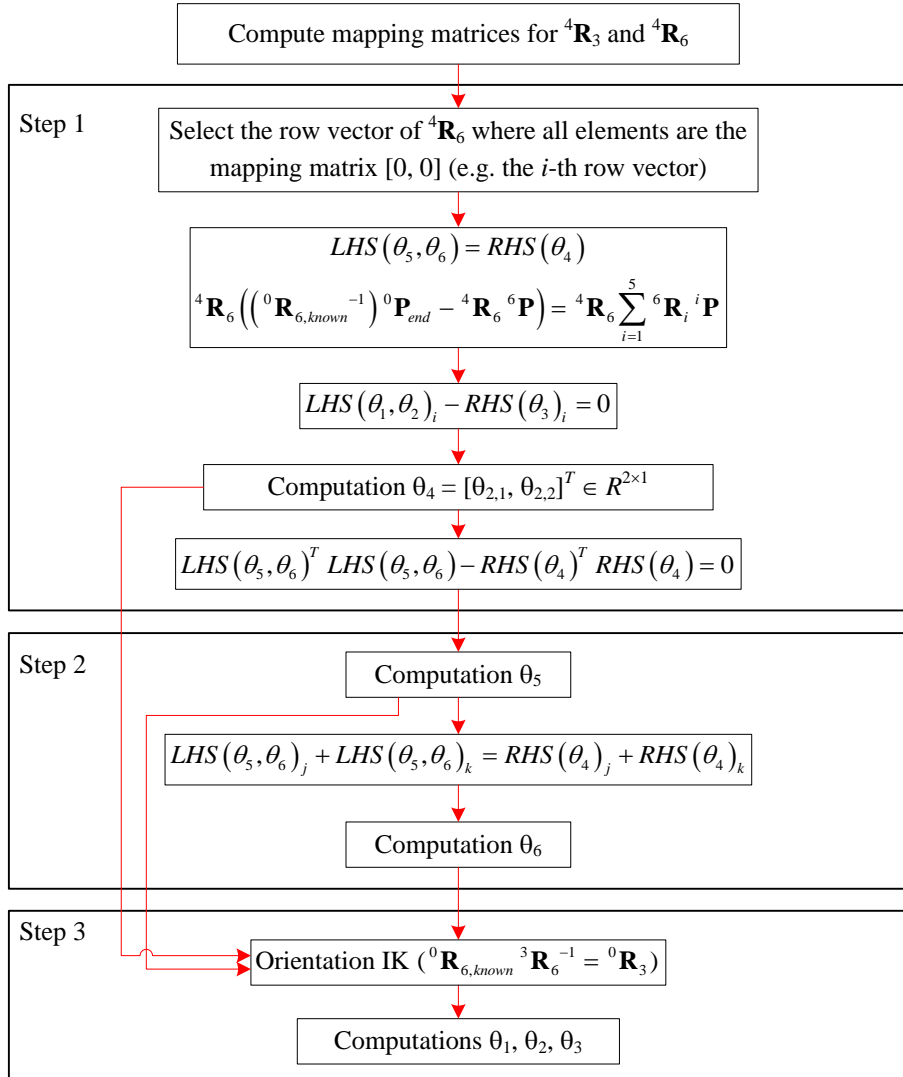 Compute mapping matrices for ⁴R₃ and ⁴R₆
Step 1
Select the row vector of ⁴R₆ where all elements are the
mapping matrix [0, 0] (e.g. the i-th row vector)
LHS(θ₅,θ₆) = RHS(θ₄)
⁴R₆((⁰R₆,known⁻¹) ⁰P_end − ⁴R₆ ⁶P) = ⁴R₆ ∑_{i=1}^{5} ⁶Rᵢ ⁱP
LHS(θ₁,θ₂)ᵢ − RHS(θ₃)ᵢ = 0
Computation θ₄ = [θ₂,₁, θ₂,₂]ᵀ ∈ R²ˣ¹
LHS(θ₅,θ₆)ᵀ LHS(θ₅,θ₆) − RHS(θ₄)ᵀ RHS(θ₄) = 0
Step 2
Computation θ₅
LHS(θ₅,θ₆)ⱼ + LHS(θ₅,θ₆)ₖ = RHS(θ₄)ⱼ + RHS(θ₄)ₖ
Computation θ₆
Step 3
Orientation IK (⁰R₆,known ³R₆⁻¹ = ⁰R₃)
Computations θ₁, θ₂, θ₃